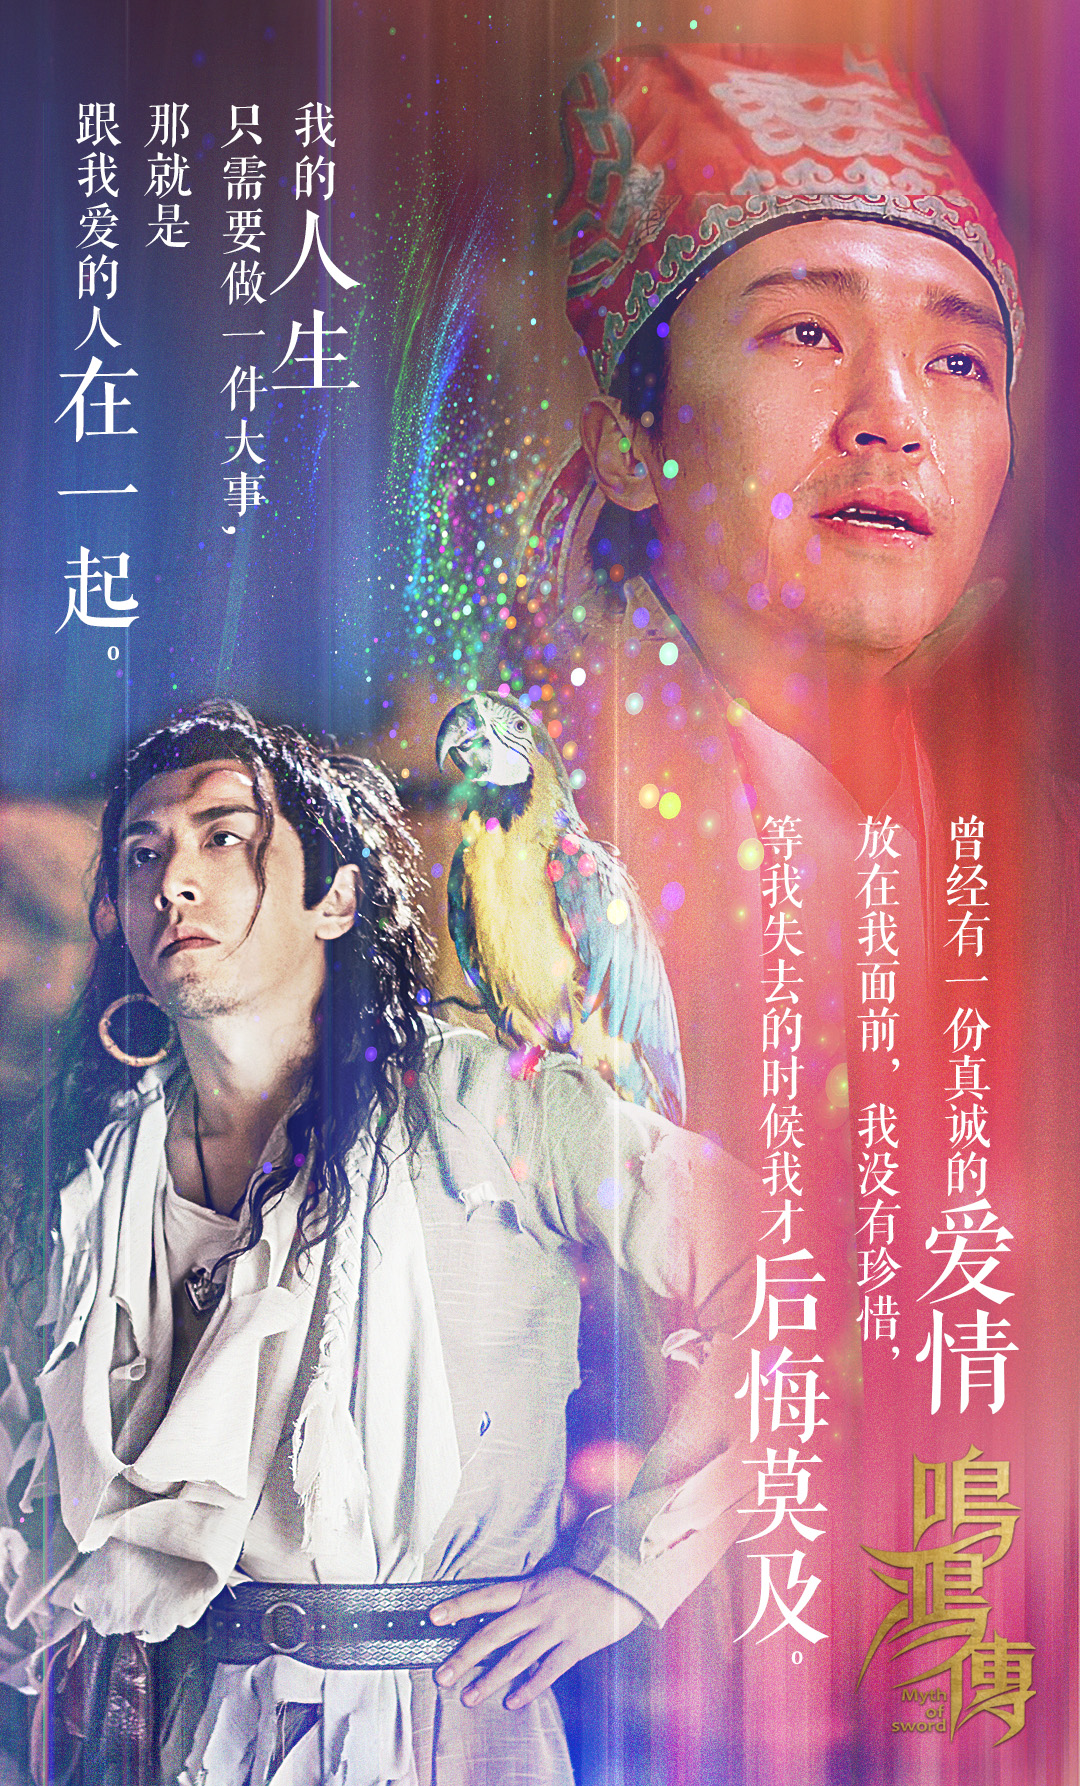 我的人生
只需要做一件大事，
那就是
跟我爱的人在一起。
曾经有一份真诚的爱情
放在我面前，我没有珍惜，
等我失去的时候我才后悔莫及。
鳴鴻傳
Myth
of
sword